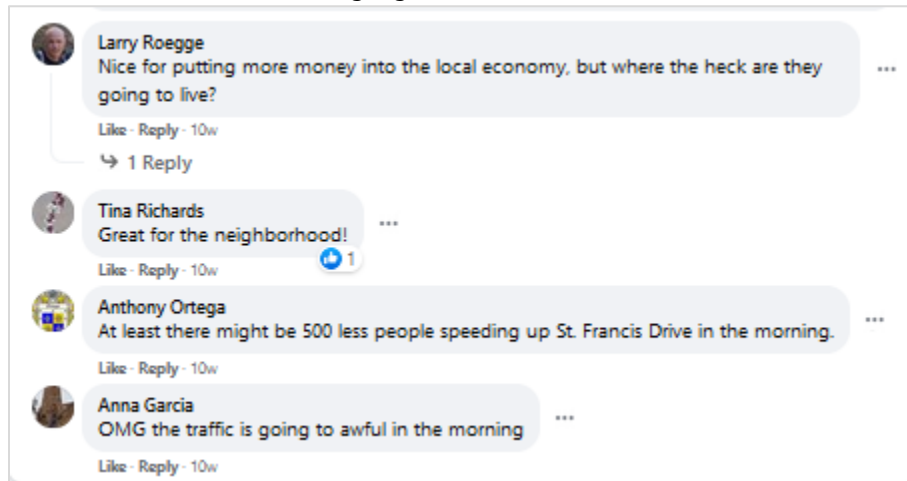 Larry Roegge
Nice for putting more money into the local economy, but where the heck are they
going to live?
Like · Reply · 10w
1 Reply
Tina Richards
Great for the neighborhood!
1
Like · Reply · 10w
Anthony Ortega
At least there might be 500 less people speeding up St. Francis Drive in the morning.
Like · Reply · 10w
Anna Garcia
OMG the traffic is going to awful in the morning
Like · Reply · 10w